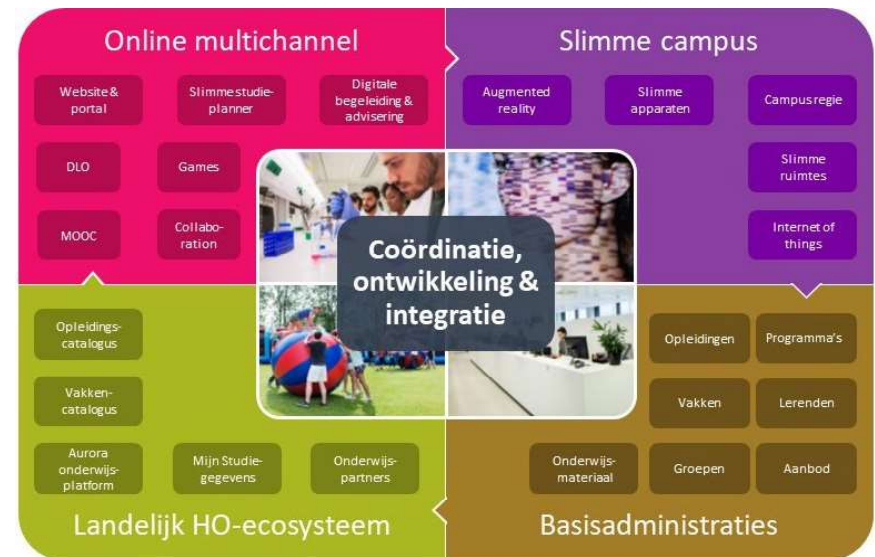 Online multichannel
Website &
portal
Slimme studie-
planner
Digitale
begeleiding &
advisering
DLO
Games
MOOC
Collabo-
ration
Slimme campus
Augmented
reality
Slimme
apparaten
Campus regie
Slimme
ruimtes
Internet of
things
Coördinatie,
ontwikkeling &
integratie
Opleidings-
catalogus
Vakken-
catalogus
Aurora
onderwijs-
platform
Mijn Studie-
gegevens
Onderwijs-
partners
Landelijk HO-ecosysteem
Opleidingen
Programma's
Vakken
Lerenden
Onderwijs-
materiaal
Groepen
Aanbod
Basisadministraties